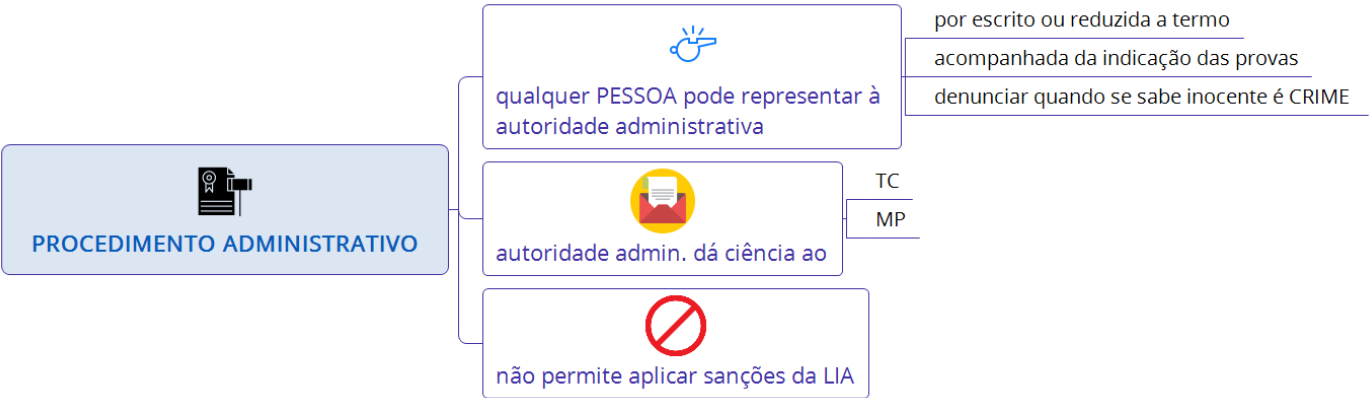 PROCEDIMENTO ADMINISTRATIVO
qualquer PESSOA pode representar à
autoridade administrativa
por escrito ou reduzida a termo
acompanhada da indicação das provas
denunciar quando se sabe inocente é CRIME
autoridade admin. dá ciência ao
TC
MP
não permite aplicar sanções da LIA